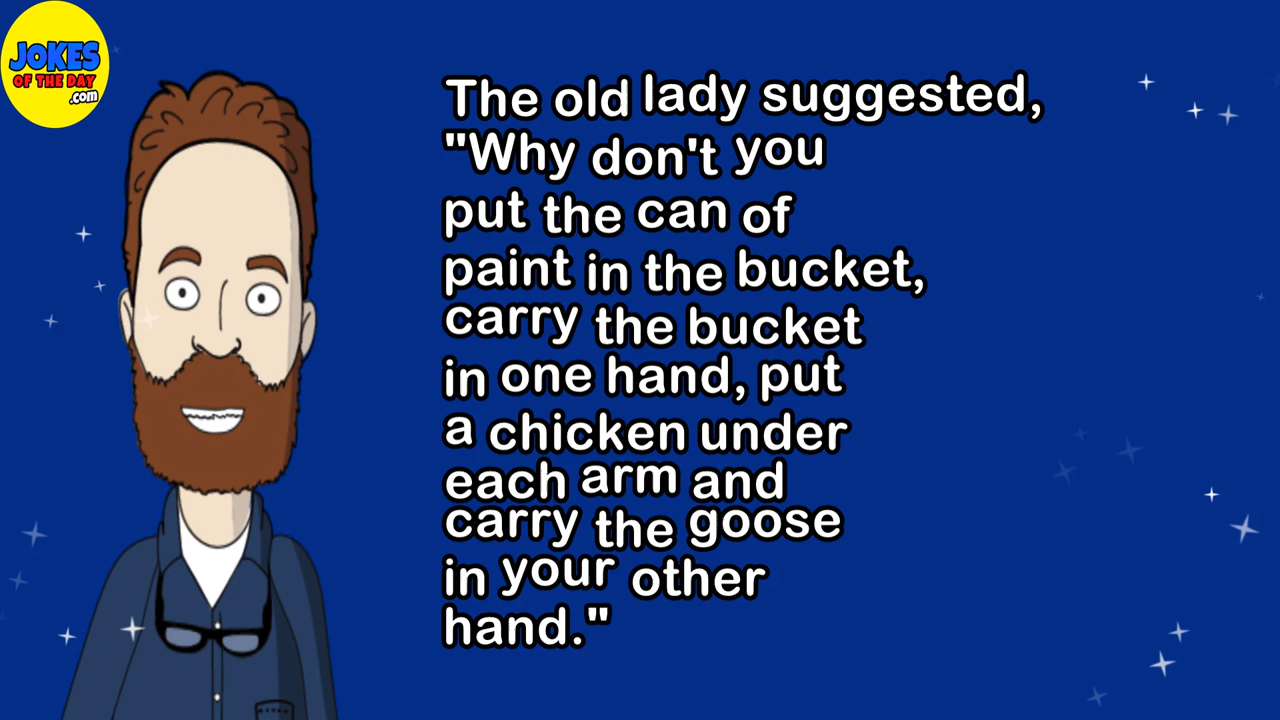 JOKES
OF THE DAY
.com
The old lady suggested,
"Why don't you
put the can of
paint in the bucket,
carry the bucket
in one hand, put
a chicken under
each arm and
carry the goose
in your other
hand."